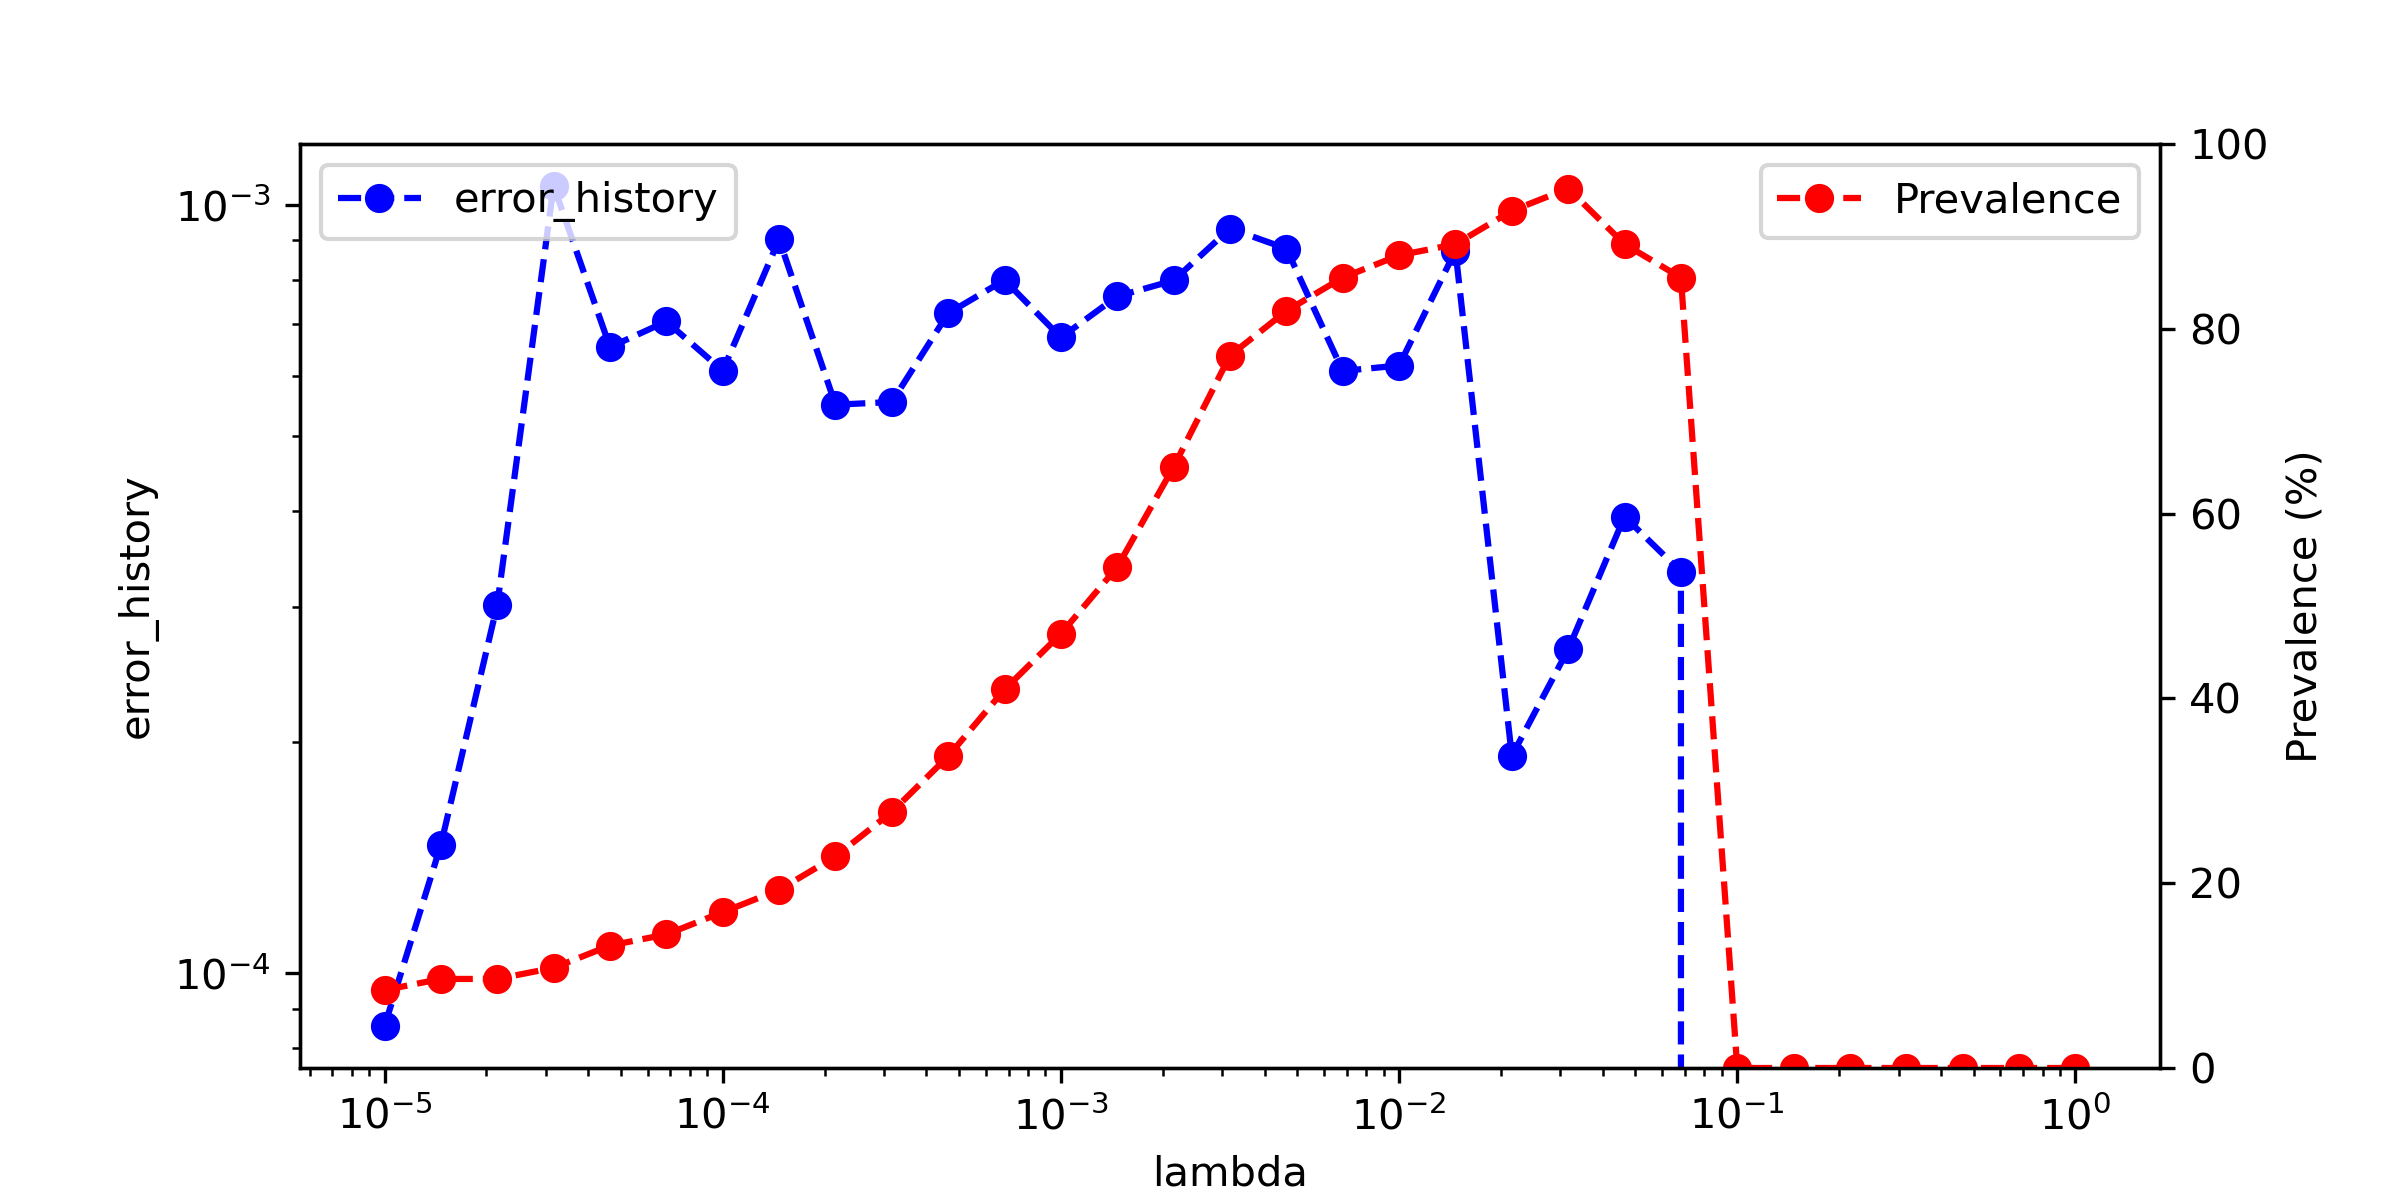 error_history
Prevalence
10⁻³
10⁻⁴
error_history
100
80
60
40
20
0
Prevalence (%)
10⁻⁵
10⁻⁴
10⁻³
10⁻²
10⁻¹
10⁰
lambda